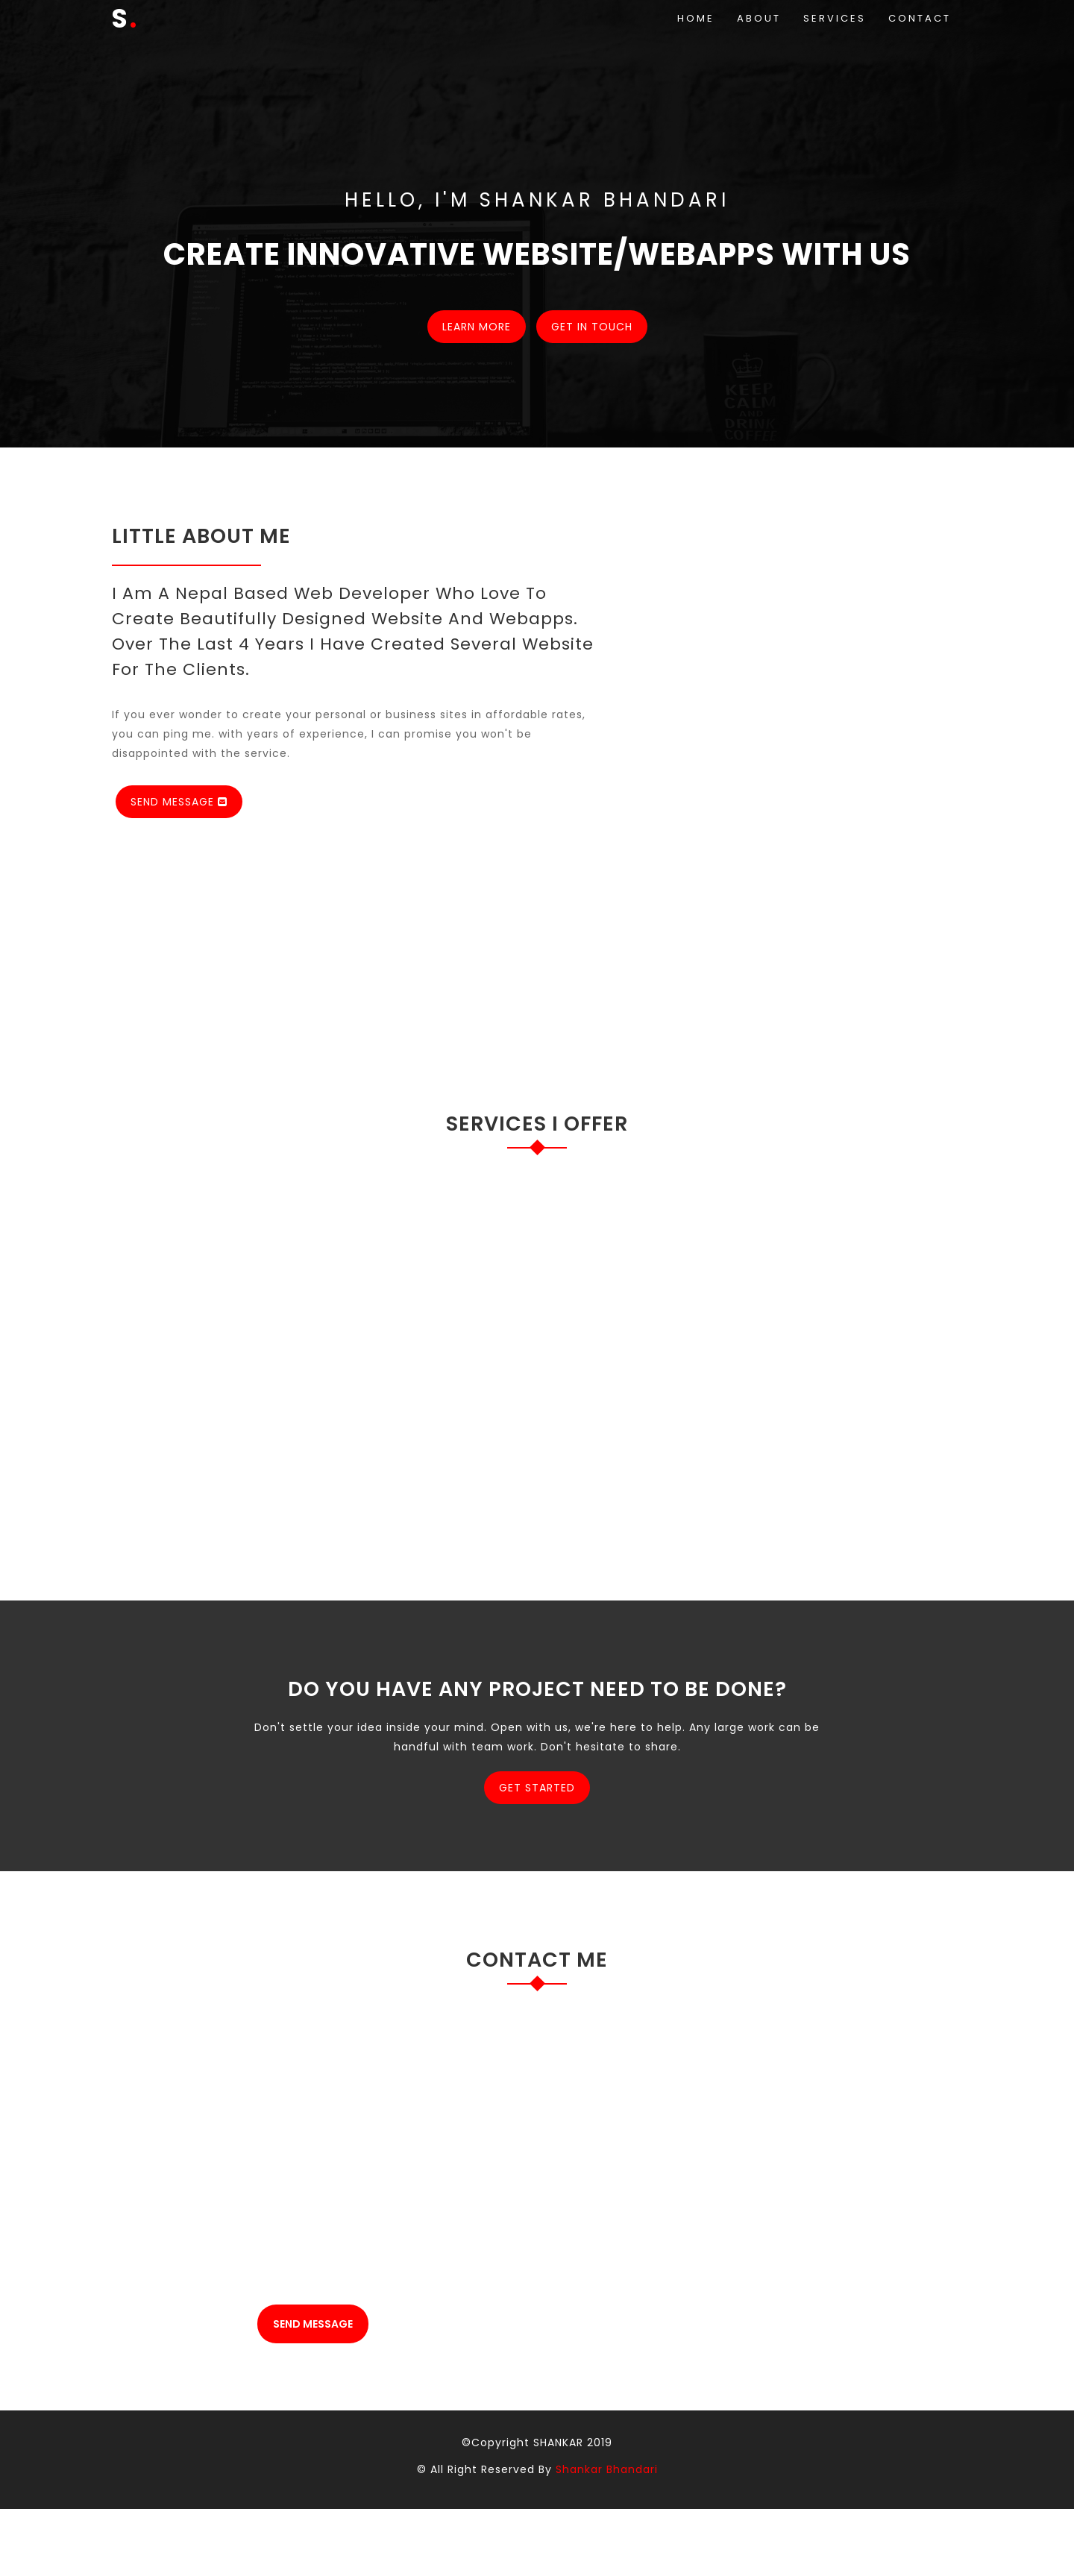 S.
HOME ABOUT SERVICES CONTACT
HELLO, I'M SHANKAR BHANDARI
CREATE INNOVATIVE WEBSITE/WEBAPPS WITH US
LEARN MORE GET IN TOUCH
KEEP
CALM
AND
DRINK
COFFEE
LITTLE ABOUT ME
I Am A Nepal Based Web Developer Who Love To
Create Beautifully Designed Website And Webapps.
Over The Last 4 Years I Have Created Several Website
For The Clients.
If you ever wonder to create your personal or business sites in affordable rates,
you can ping me. with years of experience, I can promise you won't be
disappointed with the service.
SEND MESSAGE
SERVICES I OFFER
DO YOU HAVE ANY PROJECT NEED TO BE DONE?
Don't settle your idea inside your mind. Open with us, we're here to help. Any large work can be
handful with team work. Don't hesitate to share.
GET STARTED
CONTACT ME
SEND MESSAGE
©Copyright SHANKAR 2019
© All Right Reserved By Shankar Bhandari